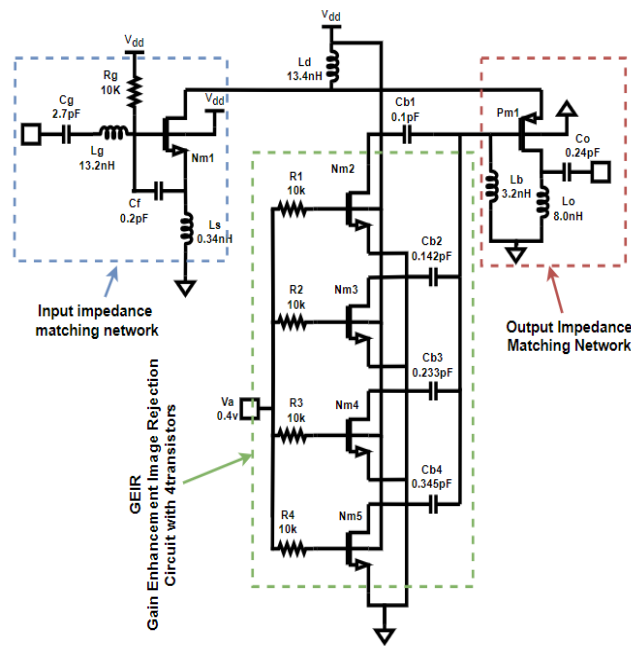 Vdd
Rg
10K
Cg
2.7pF
Lg
13.2nH
Vdd
Nm1
Cf
0.2pF
Ls
0.34nH
Input impedance
matching network
Vdd
Ld
13.4nH
Cb1
0.1pF
Pm1
Co
0.24pF
Lb
3.2nH
Lo
8.0nH
Output Impedance
Matching Network
Nm2
R1
10k
Cb2
0.142pF
Nm3
R2
10k
Cb3
0.233pF
Va
0.4v
R3
10k
Nm4
Cb4
0.345pF
R4
10k
Nm5
GEIR
Gain Enhancement Image Rejection
Circuit with 4transistors